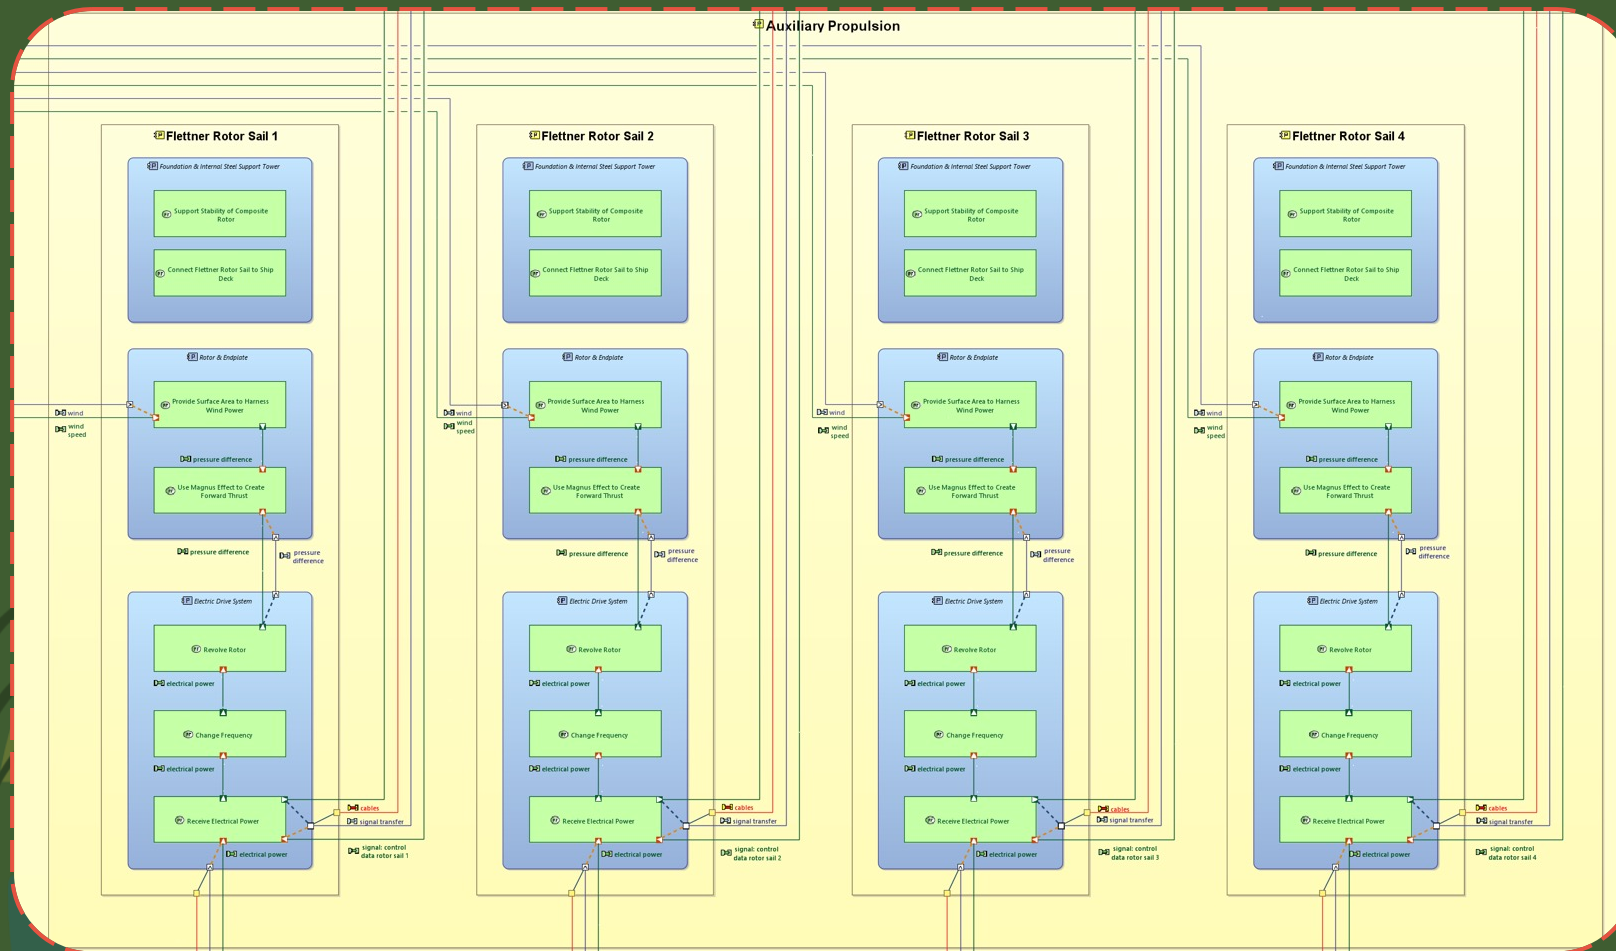 Auxiliary Propulsion
Flettner Rotor Sail 1
Foundation & Internal Steel Support Tower
Support Stability of Composite
Rotor
Connect Flettner Rotor Sail to Ship
Deck
Rotor & Endplate
Provide Surface Area to Harness
Wind Power
wind
wind
speed
pressure difference
Use Magnus Effect to Create
Forward Thrust
pressure difference
pressure
difference
Electric Drive System
Revolve Rotor
electrical power
Change Frequency
electrical power
Receive Electrical Power
cables
signal transfer
signal: control
data rotor sail 1
electrical power
Flettner Rotor Sail 2
Foundation & Internal Steel Support Tower
Support Stability of Composite
Rotor
Connect Flettner Rotor Sail to Ship
Deck
Rotor & Endplate
Provide Surface Area to Harness
Wind Power
wind
wind
speed
pressure difference
Use Magnus Effect to Create
Forward Thrust
pressure difference
pressure
difference
Electric Drive System
Revolve Rotor
electrical power
Change Frequency
electrical power
Receive Electrical Power
cables
signal transfer
signal: control
data rotor sail 2
electrical power
Flettner Rotor Sail 3
Foundation & Internal Steel Support Tower
Support Stability of Composite
Rotor
Connect Flettner Rotor Sail to Ship
Deck
Rotor & Endplate
Provide Surface Area to Harness
Wind Power
wind
wind
speed
pressure difference
Use Magnus Effect to Create
Forward Thrust
pressure difference
pressure
difference
Electric Drive System
Revolve Rotor
electrical power
Change Frequency
electrical power
Receive Electrical Power
cables
signal transfer
signal: control
data rotor sail 3
electrical power
Flettner Rotor Sail 4
Foundation & Internal Steel Support Tower
Support Stability of Composite
Rotor
Connect Flettner Rotor Sail to Ship
Deck
Rotor & Endplate
Provide Surface Area to Harness
Wind Power
wind
wind
speed
pressure difference
Use Magnus Effect to Create
Forward Thrust
pressure difference
pressure
difference
Electric Drive System
Revolve Rotor
electrical power
Change Frequency
electrical power
Receive Electrical Power
cables
signal transfer
signal: control
data rotor sail 4
electrical power